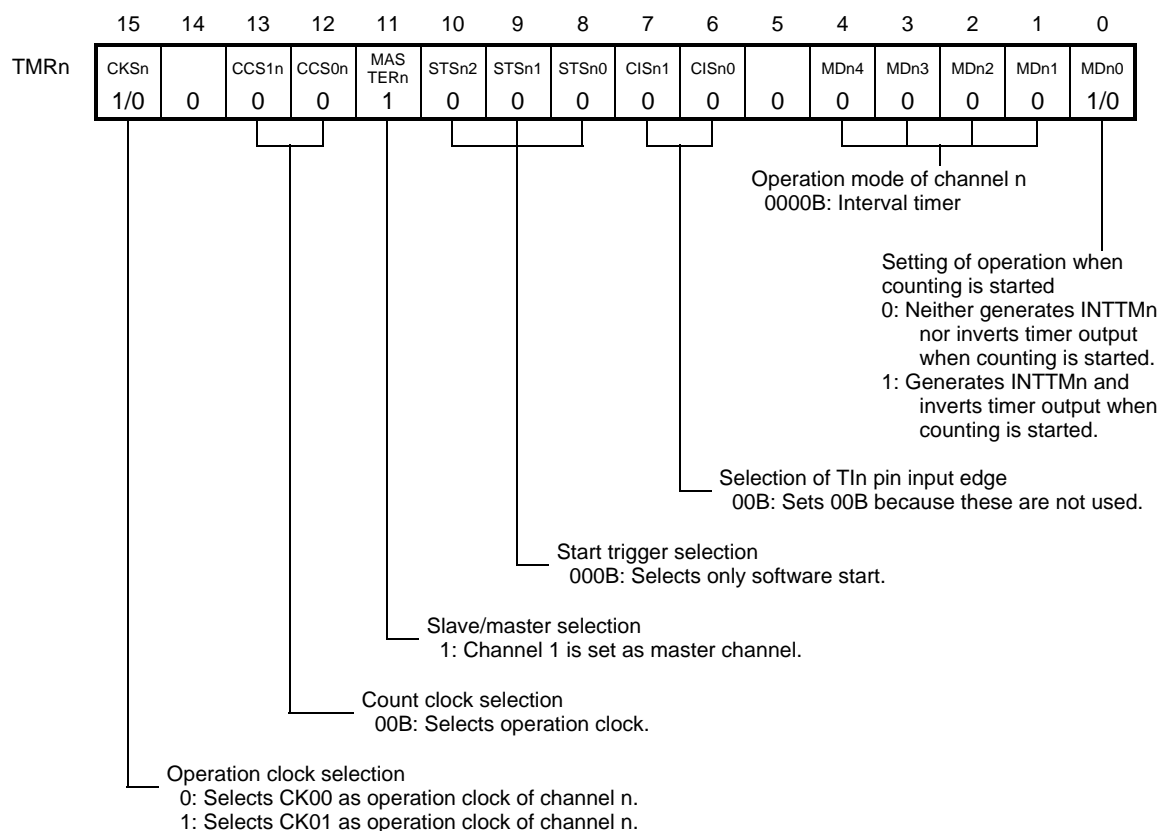 15 14 13 12 11 10 9 8 7 6 5 4 3 2 1 0
TMRn CKSn CCS1n CCS0n MAS TERn STSn2 STSn1 STSn0 CISn1 CISn0 MDn4 MDn3 MDn2 MDn1 MDn0
1/0 0 0 0 1 0 0 0 0 0 0 0 0 0 0 1/0
Operation mode of channel n
0000B: Interval timer
Setting of operation when
counting is started
0: Neither generates INTTMn
nor inverts timer output
when counting is started.
1: Generates INTTMn and
inverts timer output when
counting is started.
Selection of TIn pin input edge
00B: Sets 00B because these are not used.
Start trigger selection
000B: Selects only software start.
Slave/master selection
1: Channel 1 is set as master channel.
Count clock selection
00B: Selects operation clock.
Operation clock selection
0: Selects CK00 as operation clock of channel n.
1: Selects CK01 as operation clock of channel n.